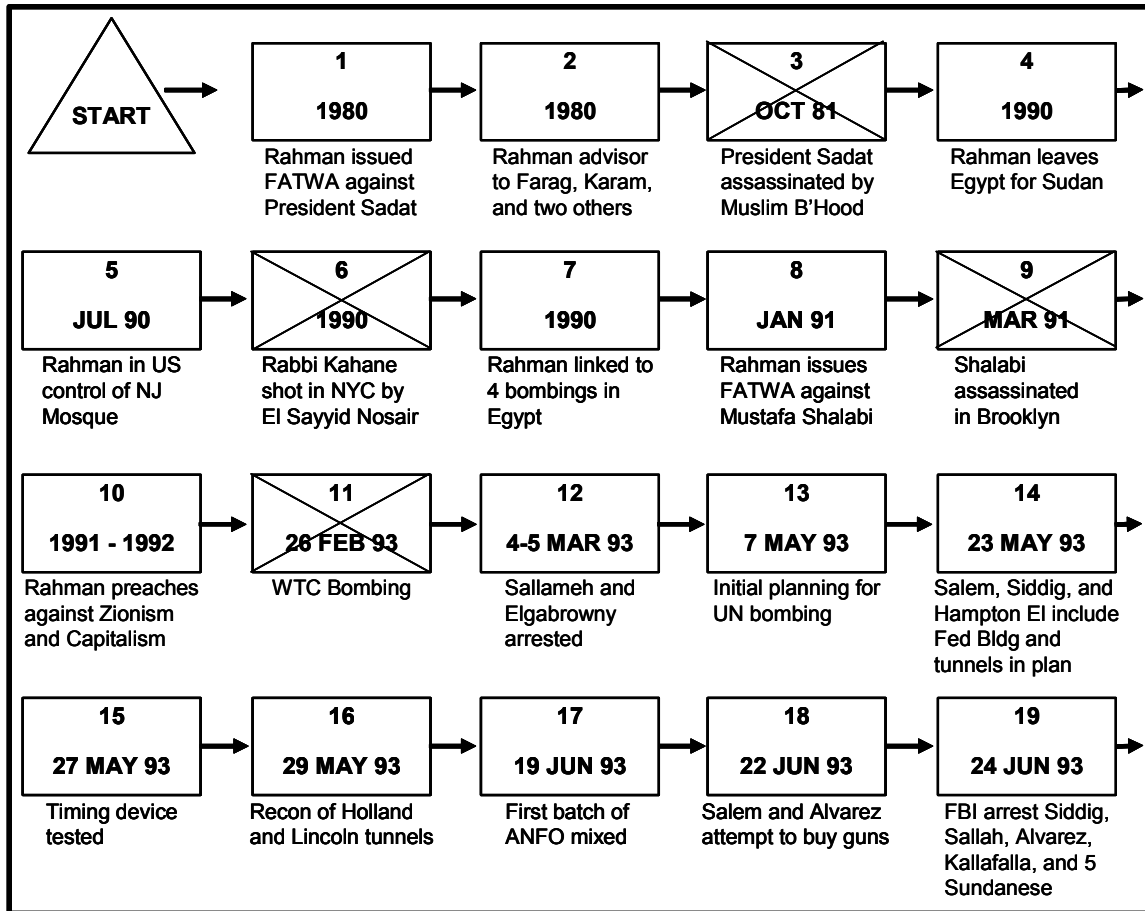 START
1
1980
Rahman issued
FATWA against
President Sadat
2
1980
Rahman advisor
to Farag, Karam,
and two others
3
OCT 81
President Sadat
assassinated by
Muslim B'Hood
4
1990
Rahman leaves
Egypt for Sudan
5
JUL 90
Rahman in US
control of NJ
Mosque
6
1990
Rabbi Kahane
shot in NYC by
El Sayyid Nosair
7
1990
Rahman linked to
4 bombings in
Egypt
8
JAN 91
Rahman issues
FATWA against
Mustafa Shalabi
9
MAR 91
Shalabi
assassinated
in Brooklyn
10
1991 - 1992
Rahman preaches
against Zionism
and Capitalism
11
26 FEB 93
WTC Bombing
12
4-5 MAR 93
Sallameh and
Elgabrowny
arrested
13
7 MAY 93
Initial planning for
UN bombing
14
23 MAY 93
Salem, Siddig, and
Hampton El include
Fed Bldg and
tunnels in plan
15
27 MAY 93
Timing device
tested
16
29 MAY 93
Recon of Holland
and Lincoln tunnels
17
19 JUN 93
First batch of
ANFO mixed
18
22 JUN 93
Salem and Alvarez
attempt to buy guns
19
24 JUN 93
FBI arrest Siddig,
Sallah, Alvarez,
Kallafalla, and 5
Sundanese